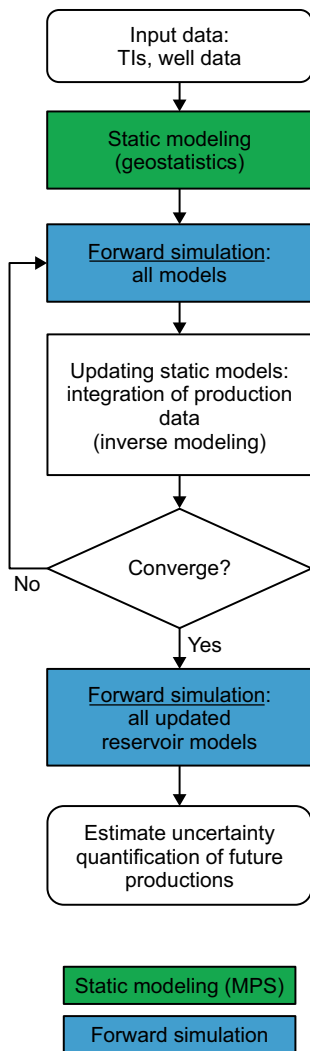 Input data:
TIs, well data
Static modeling
(geostatistics)
Forward simulation:
all models
Updating static models:
integration of production
data
(inverse modeling)
Converge?
No
Yes
Forward simulation:
all updated
reservoir models
Estimate uncertainty
quantification of future
productions
Static modeling (MPS)
Forward simulation